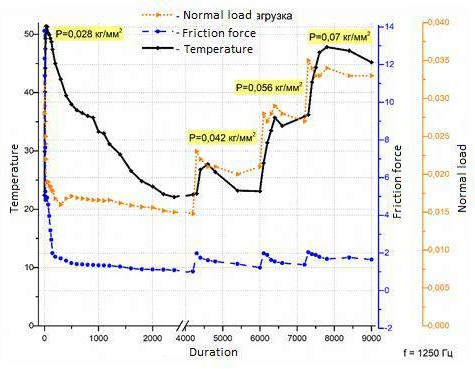 - Normal load агрузка
- Friction force
- Temperature
P=0,028 кг/мм²
P=0,07 кг/мм²
P=0,056 кг/мм²
P=0,042 кг/мм²
Temperature
50
40
30
20
10
0
0
1000
2000
3000
4000
5000
6000
7000
8000
9000
Duration
14
12
10
8
6
4
2
0
-2
Friction force
0,040
0,035
0,030
0,025
0,020
0,015
0,010
0,005
0,000
Normal load
f = 1250 Гц